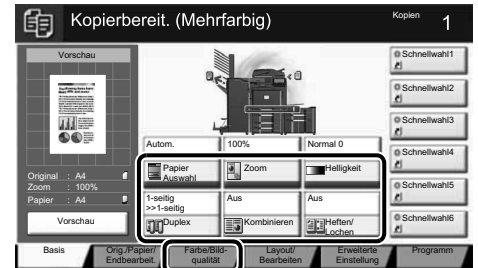 Kopierbereit. (Mehrfarbig)
Kopien 1
Vorschau
Original : A4
Zoom : 100%
Papier : A4
Vorschau
Autom.
100%
Normal 0
Papier
Auswahl
Zoom
Helligkeit
1-seitig
>>1-seitig
Aus
Aus
Duplex
Kombinieren
Heften/
Lochen
Schnellwahl1
Schnellwahl2
Schnellwahl3
Schnellwahl4
Schnellwahl5
Schnellwahl6
Basis
Orig./Papier/
Endbearbeit.
Farbe/Bild-
qualität
Layout/
Bearbeiten
Erweiterte
Einstellung
Programm